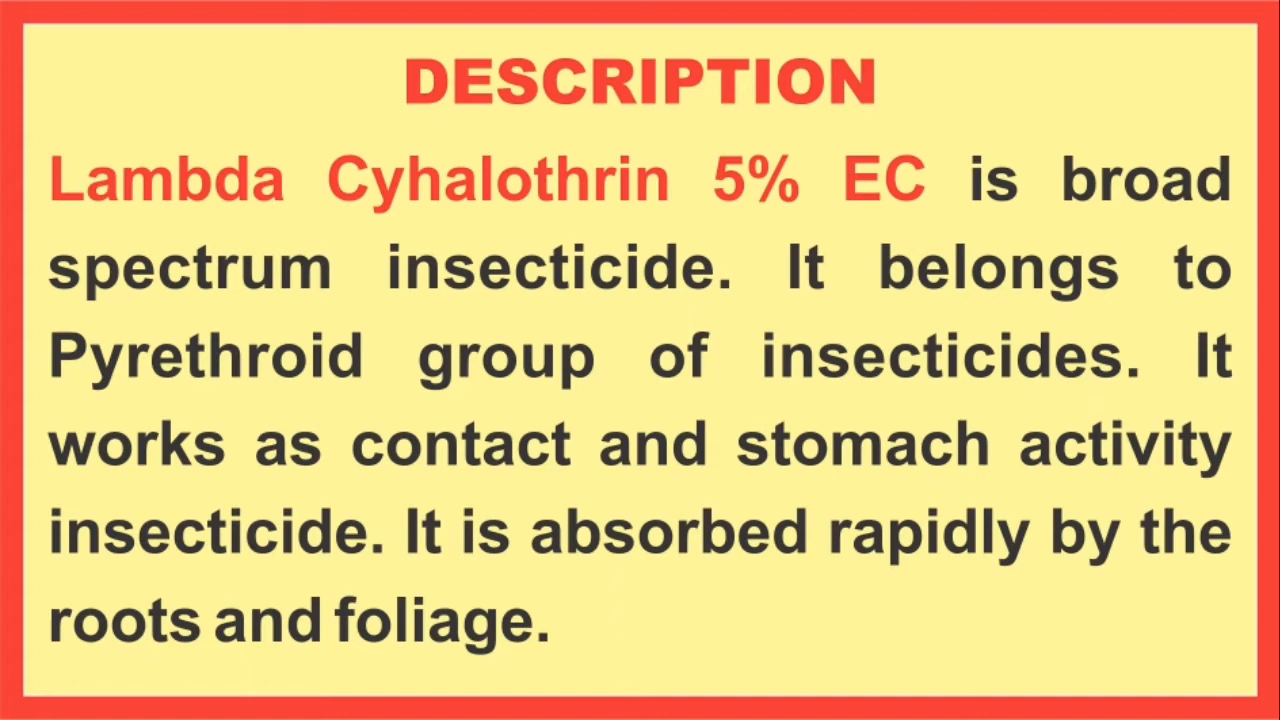 DESCRIPTION
Lambda Cyhalothrin 5% EC is broad
spectrum insecticide. It belongs to
Pyrethroid group of insecticides. It
works as contact and stomach activity
insecticide. It is absorbed rapidly by the
roots and foliage.